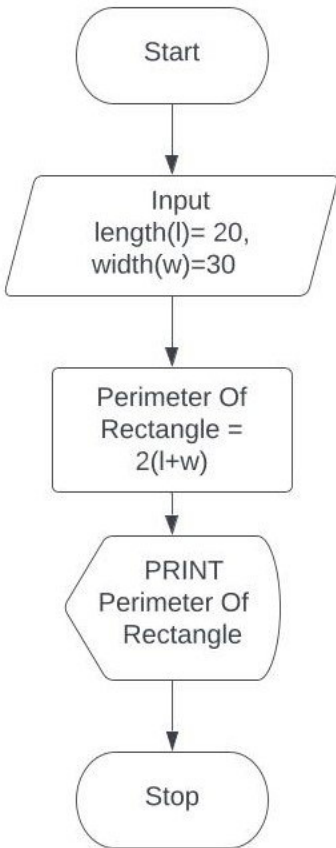 Start
Input
length(l)= 20,
width(w)=30
Perimeter Of
Rectangle =
2(l+w)
PRINT
Perimeter Of
Rectangle
Stop